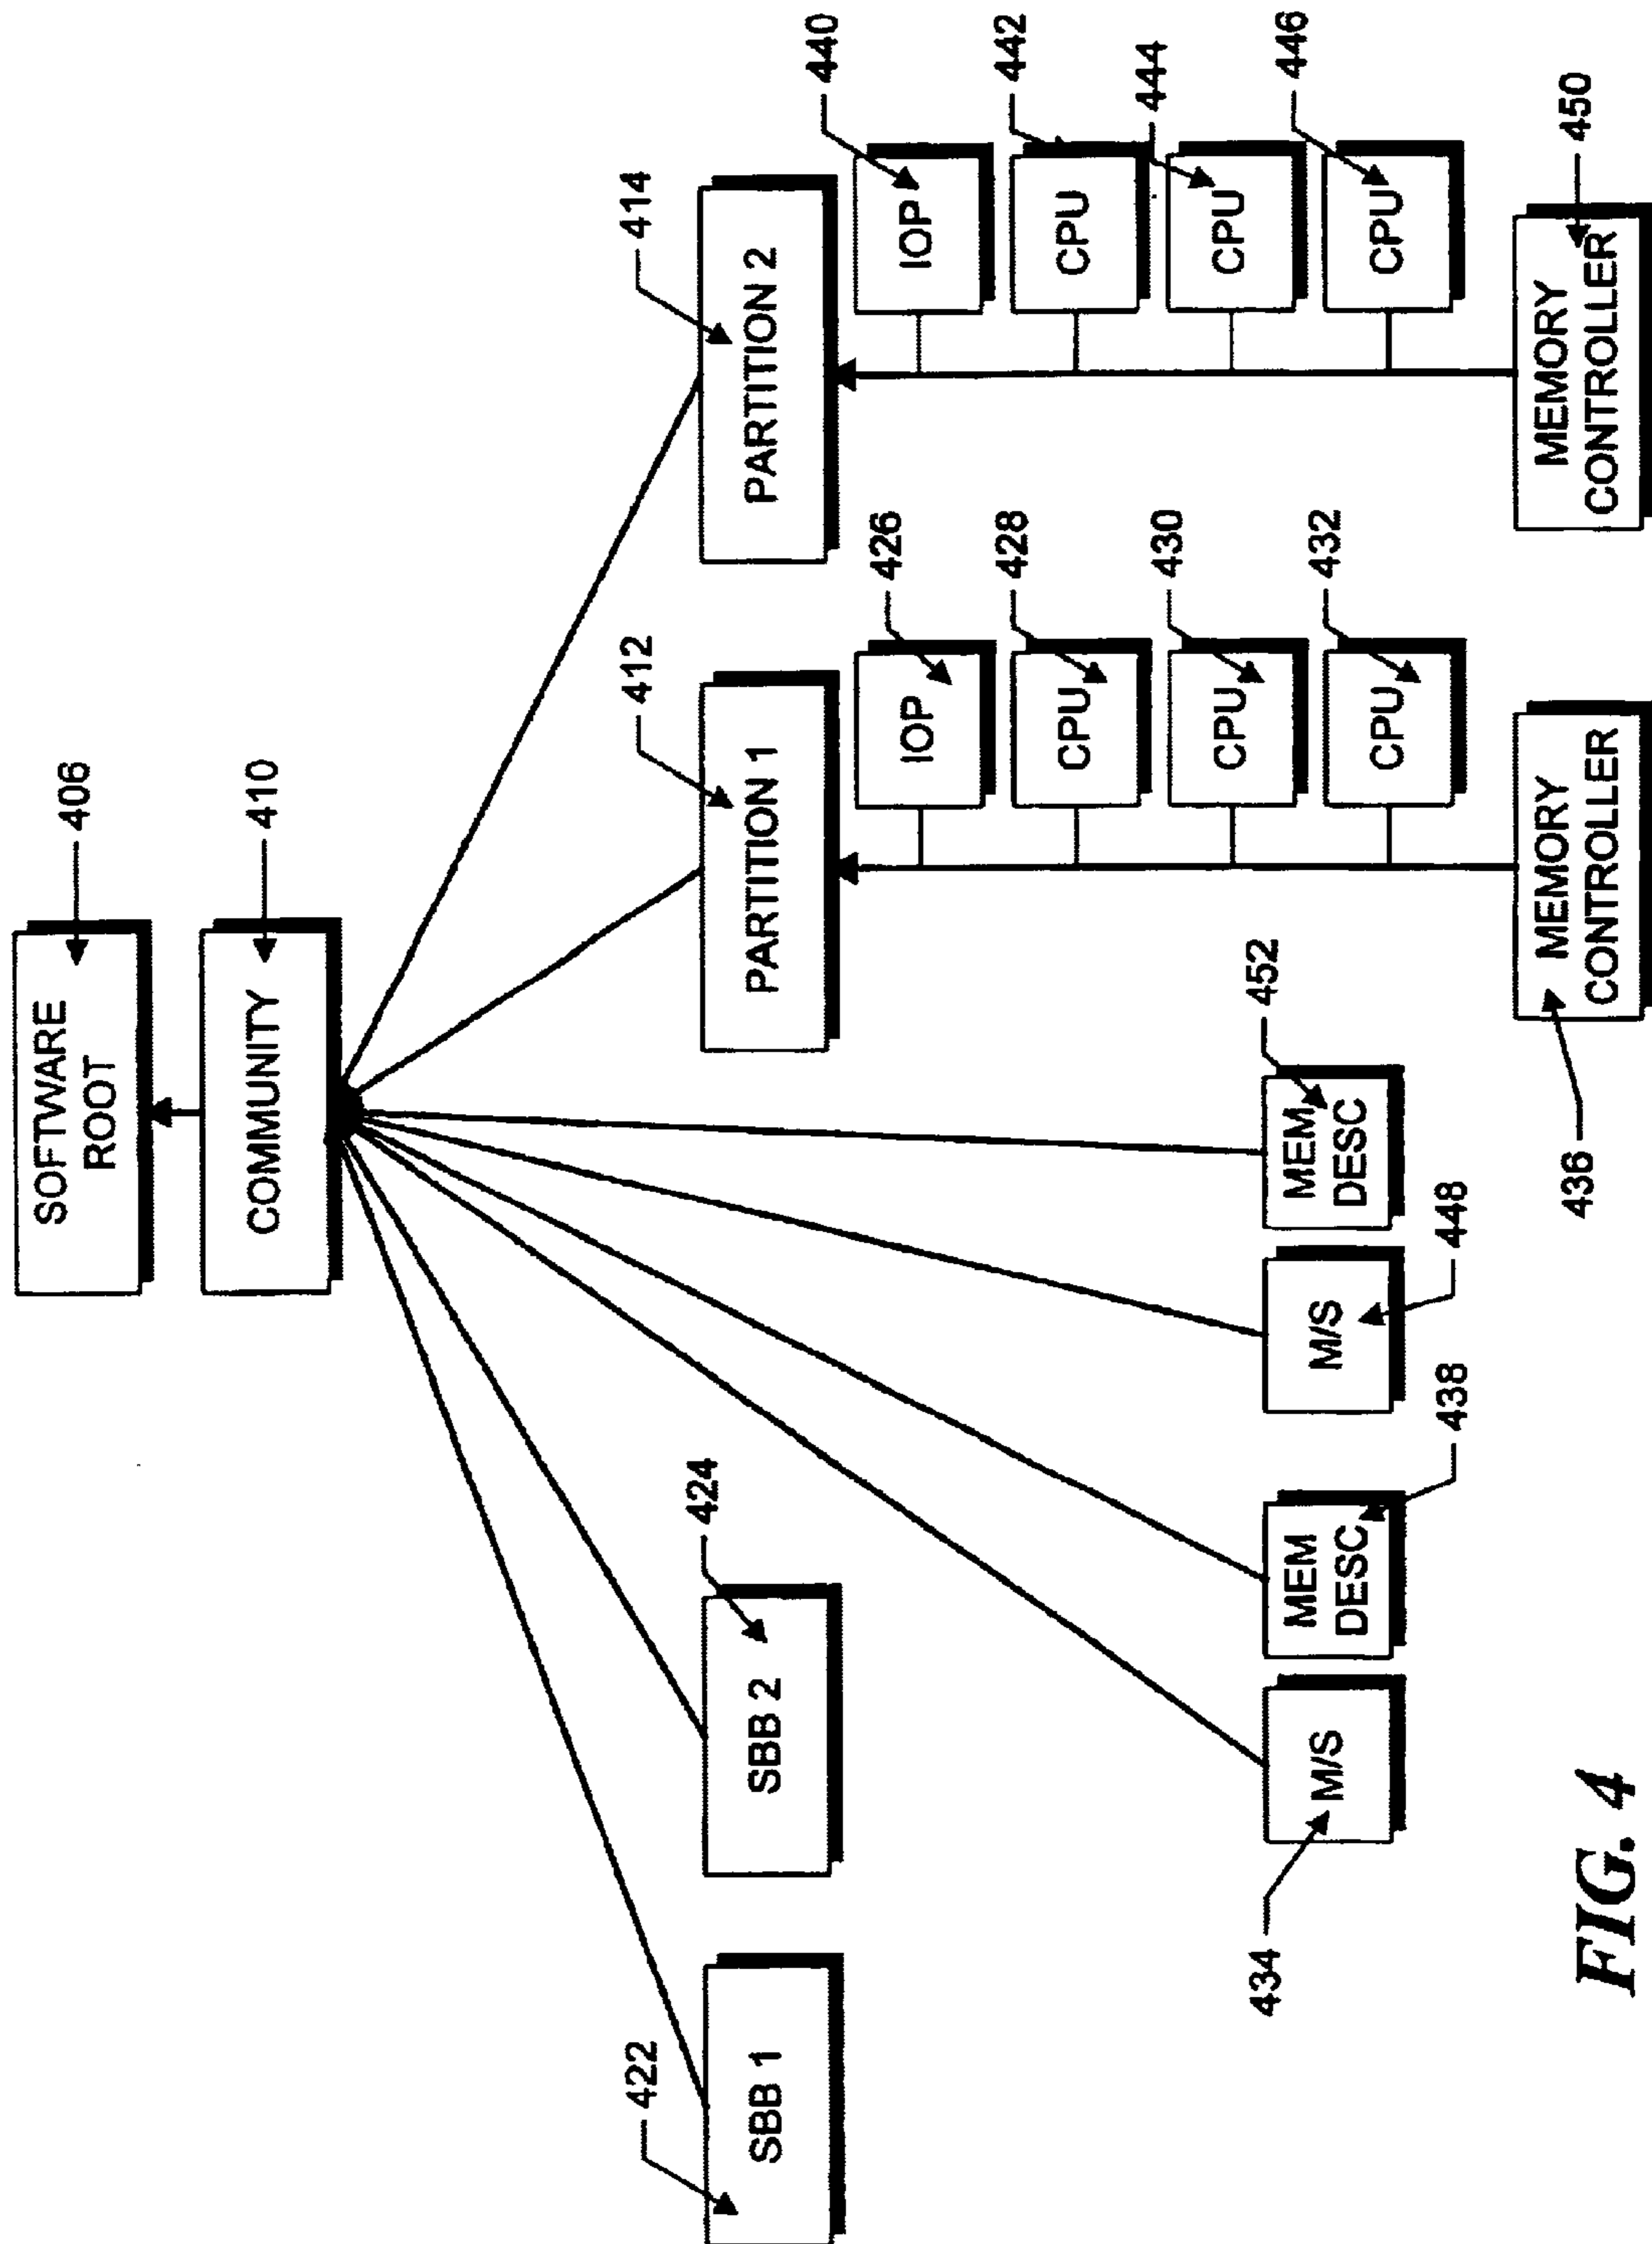 SOFTWARE
ROOT
406
COMMUNITY
410
422
SBB 1
424
SBB 2
412
PARTITION 1
414
PARTITION 2
426
IOP
440
IOP
428
CPU
442
CPU
430
CPU
444
CPU
432
CPU
446
CPU
434
M/S
MEM
DESC
438
M/S
448
MEM
DESC
452
436
MEMORY
CONTROLLER
MEMORY
CONTROLLER
450
FIG. 4